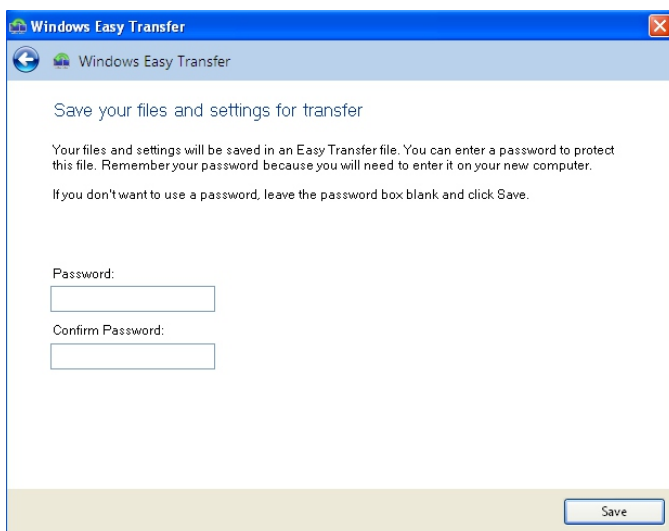 Windows Easy Transfer
Windows Easy Transfer
Save your files and settings for transfer
Your files and settings will be saved in an Easy Transfer file. You can enter a password to protect
this file. Remember your password because you will need to enter it on your new computer.
If you don't want to use a password, leave the password box blank and click Save.
Password:
Confirm Password:
Save